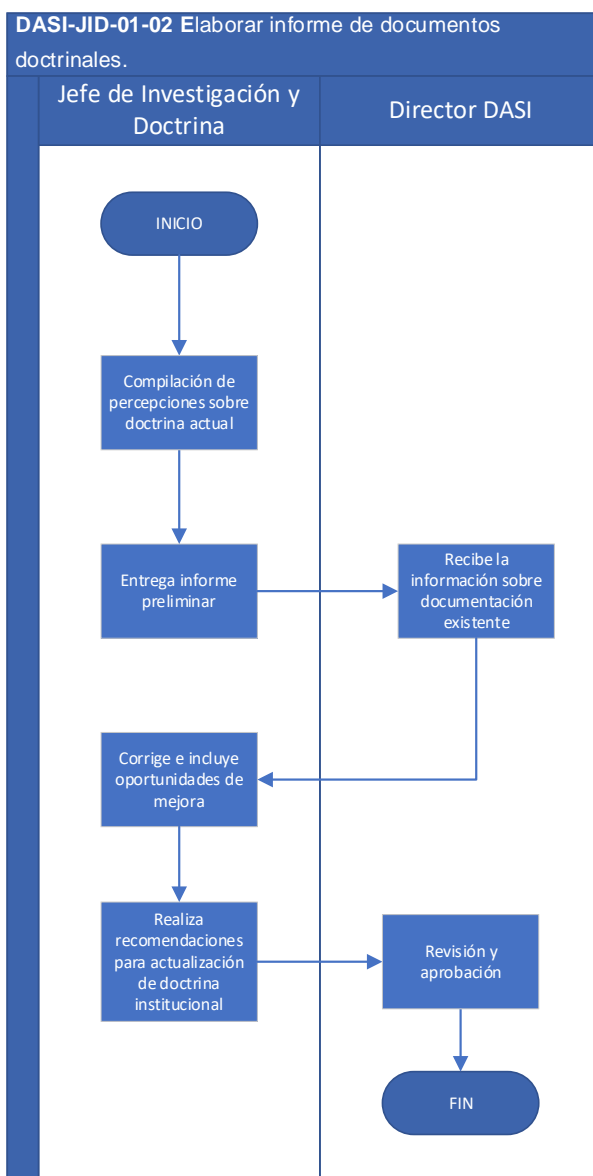 DASI-JID-01-02 Elaborar informe de documentos
doctrinales.
Jefe de Investigación y
Doctrina
Director DASI
INICIO
Compilación de
percepciones sobre
doctrina actual
Entrega informe
preliminar
Recibe la
información sobre
documentación
existente
Corrige e incluye
oportunidades de
mejora
Realiza
recomendaciones
para actualización
de doctrina
institucional
Revisión y
aprobación
FIN